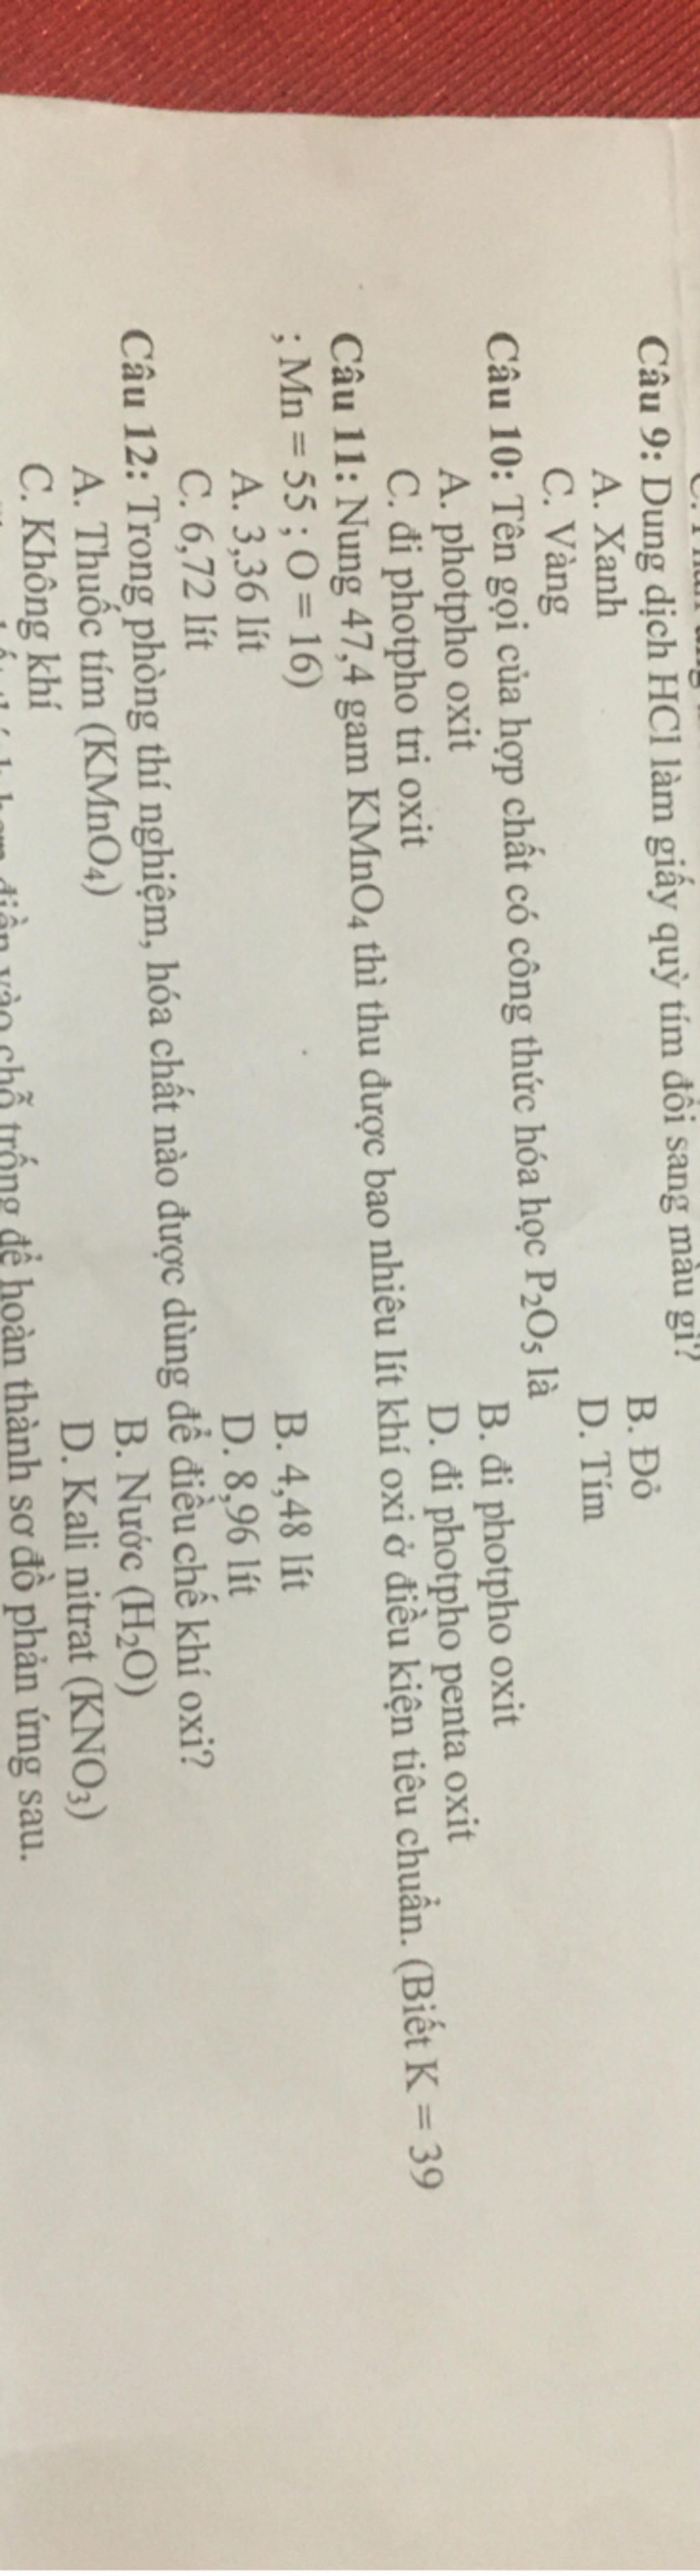 Câu 9: Dung dịch HCl làm giấy quỳ tím đổi sang màu gì?
A. Xanh B. Đỏ
C. Vàng D. Tím
Câu 10: Tên gọi của hợp chất có công thức hóa học P₂O₅ là
A. photpho oxit B. đi photpho oxit
C. đi photpho tri oxit D. đi photpho penta oxit
Câu 11: Nung 47,4 gam KMnO₄ thì thu được bao nhiêu lít khí oxi ở điều kiện tiêu chuẩn. (Biết K = 39
; Mn = 55 ; O = 16)
A. 3,36 lít B. 4,48 lít
C. 6,72 lít D. 8,96 lít
Câu 12: Trong phòng thí nghiệm, hóa chất nào được dùng để điều chế khí oxi?
A. Thuốc tím (KMnO₄) B. Nước (H₂O)
C. Không khí D. Kali nitrat (KNO₃)
điền vào chỗ trống để hoàn thành sơ đồ phản ứng sau.